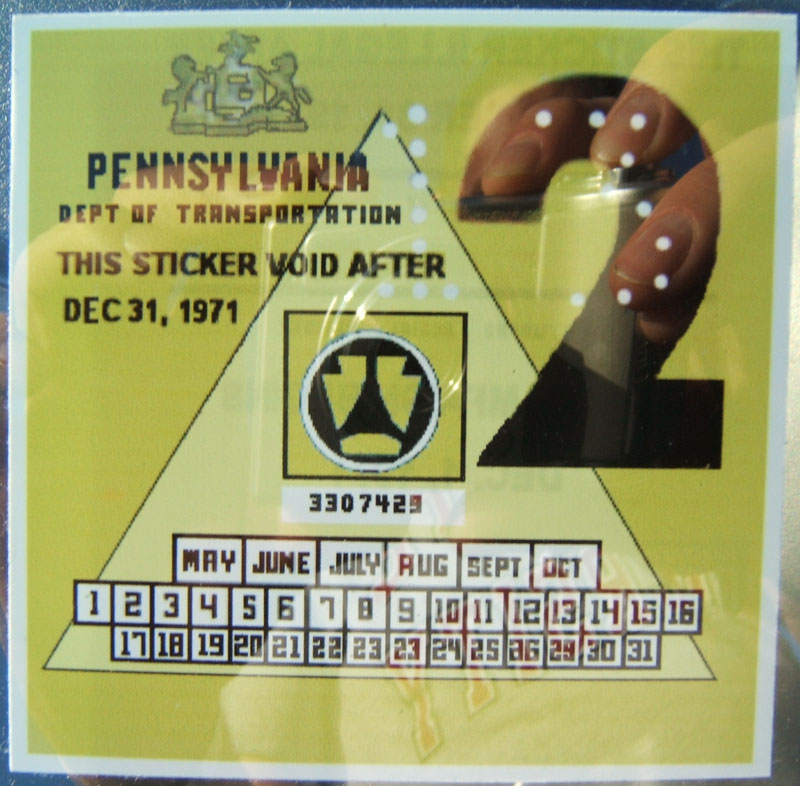 PENNSYLVANIA
DEPT OF TRANSPORTATION
THIS STICKER VOID AFTER
DEC 31, 1971
2
3307429
MAY JUNE JULY AUG SEPT OCT
1 2 3 4 5 6 7 8 9 10 11 12 13 14 15 16
17 18 19 20 21 22 23 23 24 25 26 29 30 31